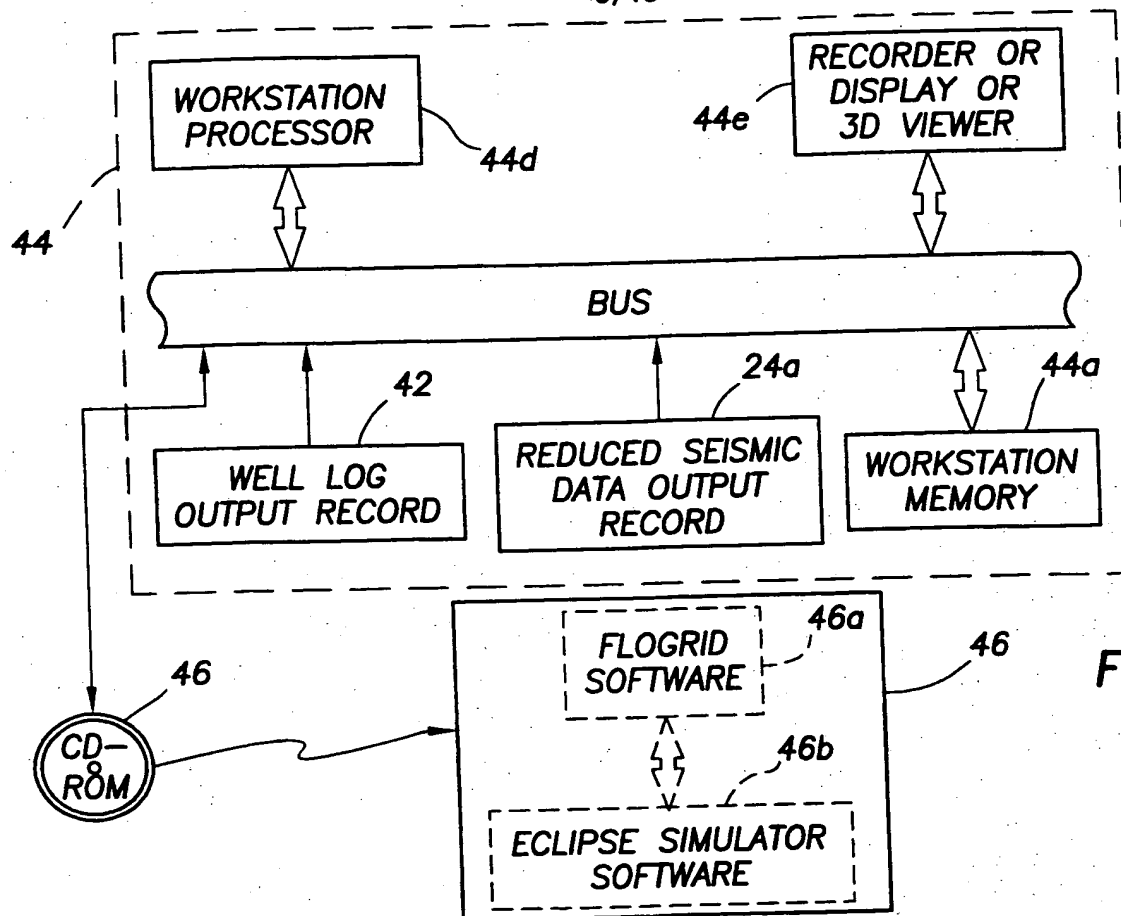 WORKSTATION
PROCESSOR
44d
RECORDER OR
DISPLAY OR
3D VIEWER
44e
44
BUS
42
24a
44a
WELL LOG
OUTPUT RECORD
REDUCED SEISMIC
DATA OUTPUT
RECORD
WORKSTATION
MEMORY
46
CD-
ROM
FLOGRID
SOFTWARE
46a
46
46b
ECLIPSE SIMULATOR
SOFTWARE
F